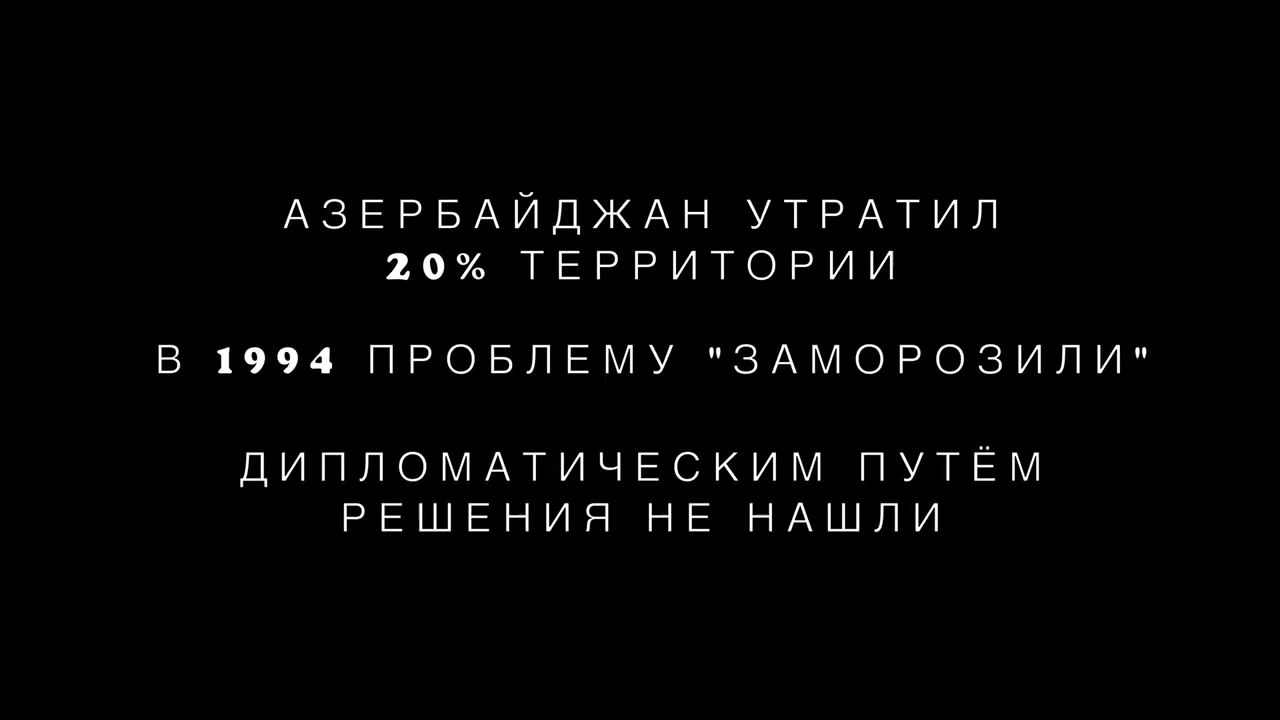 АЗЕРБАЙДЖАН УТРАТИЛ
20% ТЕРРИТОРИИ
В 1994 ПРОБЛЕМУ "ЗАМОРОЗИЛИ"
ДИПЛОМАТИЧЕСКИМ ПУТЁМ
РЕШЕНИЯ НЕ НАШЛИ